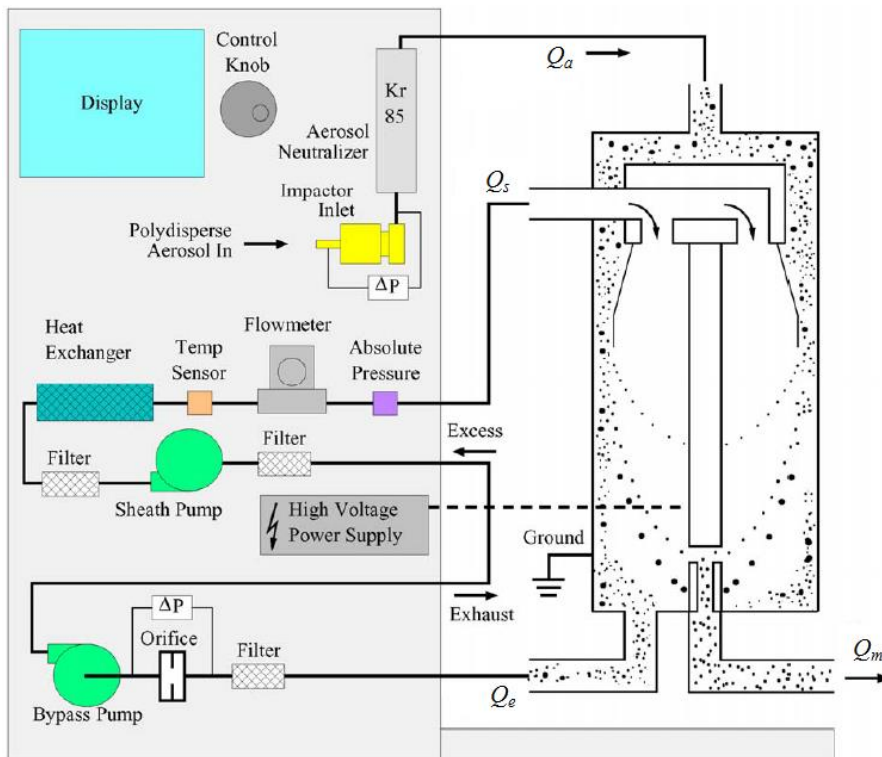 Display
Control
Knob
Kr
85
Aerosol
Neutralizer
Impactor
Inlet
Polydisperse
Aerosol In
ΔP
Qa
Qs
Heat
Exchanger
Temp
Sensor
Flowmeter
Absolute
Pressure
Filter
Sheath Pump
Filter
Excess
High Voltage
Power Supply
Ground
Exhaust
ΔP
Orifice
Filter
Bypass Pump
Qe
Qm